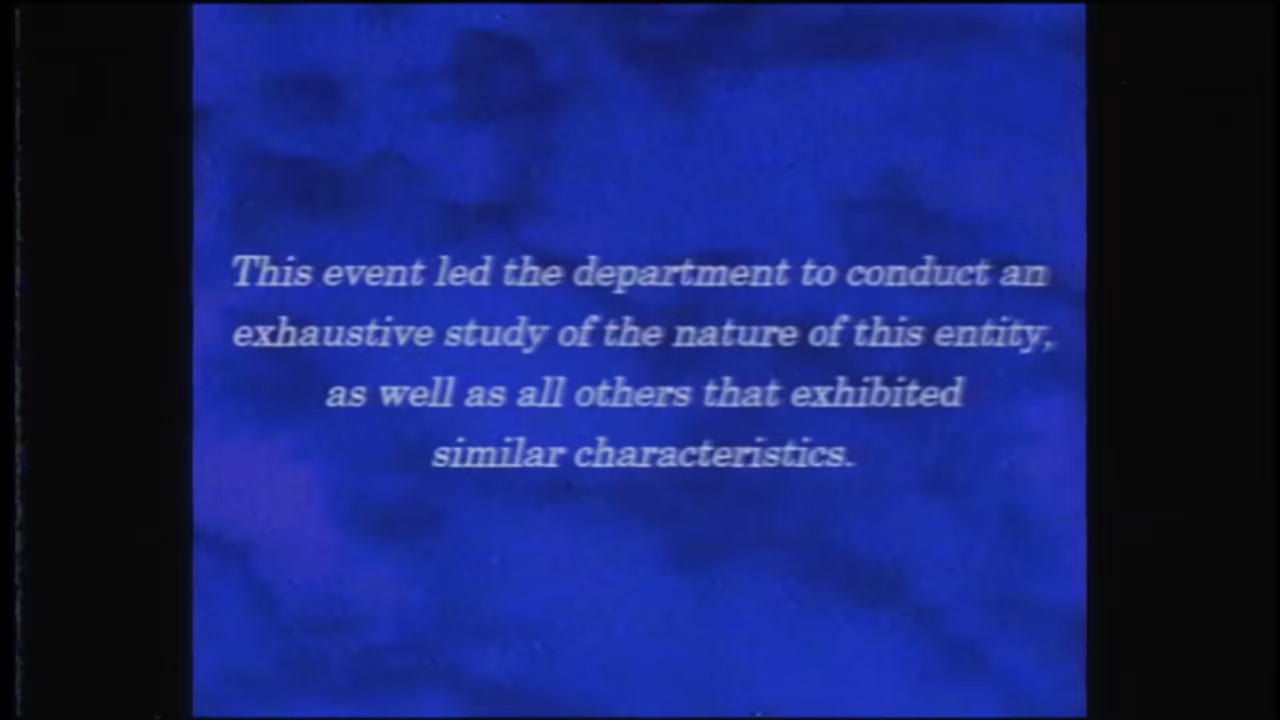 This event led the department to conduct an
exhaustive study of the nature of this entity,
as well as all others that exhibited
similar characteristics.